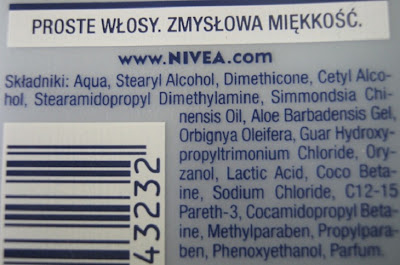 PROSTE WŁOSY. ZMYSŁOWA MIĘKKOŚĆ.
www.NIVEA.com
Składniki: Aqua, Stearyl Alcohol, Dimethicone, Cetyl Alco-
hol, Stearamidopropyl Dimethylamine, Simmondsia Chi-
nensis Oil, Aloe Barbadensis Gel,
Orbignya Oleifera, Guar Hydroxy-
propyltrimonium Chloride, Ory-
zanol, Lactic Acid, Coco Beta-
ine, Sodium Chloride, C12-15
Pareth-3, Cocamidopropyl Beta-
ine, Methylparaben, Propylpara-
ben, Phenoxyethanol, Parfum.
43232